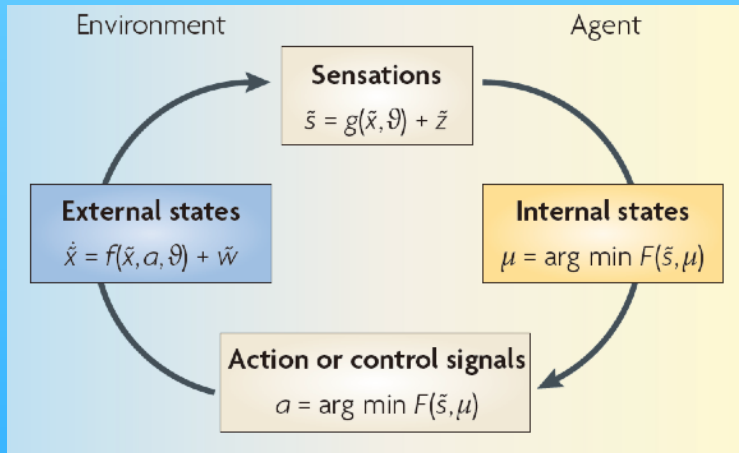 Environment
Agent
Sensations
s̃ = g(x̃, ϑ) + z̃
External states
ẋ̃ = f(x̃, a, ϑ) + w̃
Internal states
μ = arg min F(s̃, μ)
Action or control signals
a = arg min F(s̃, μ)